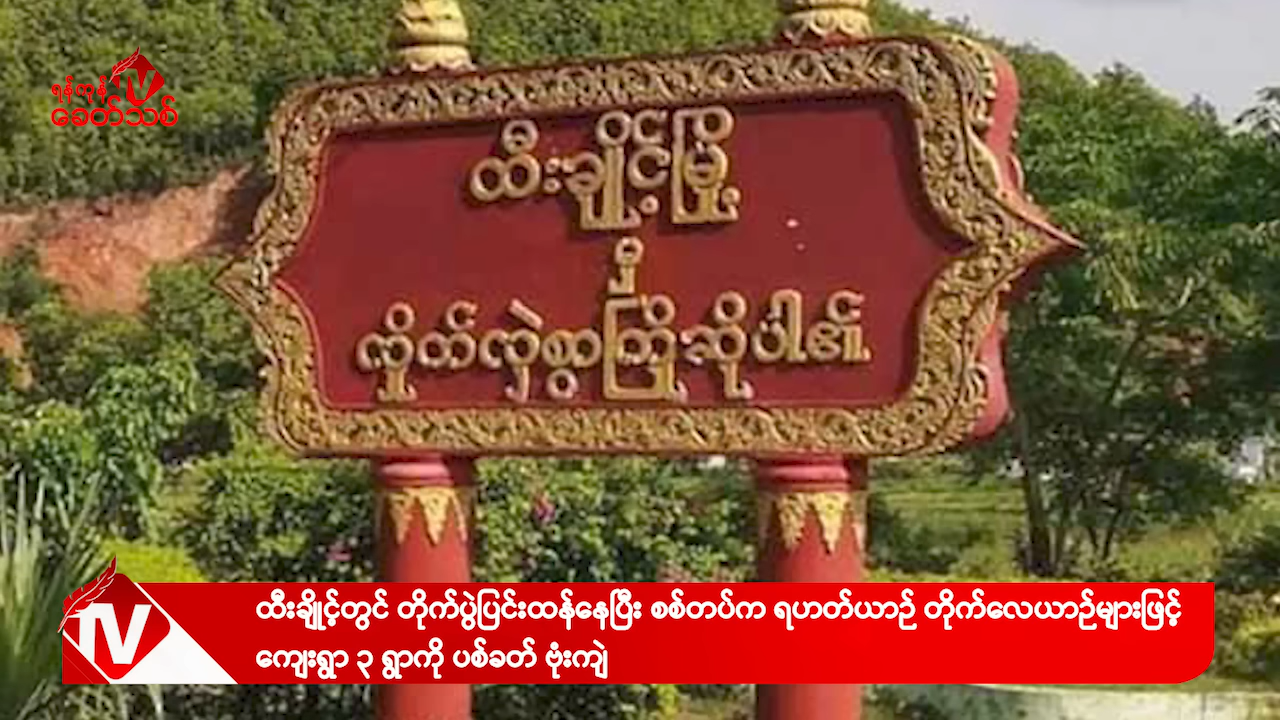 ရန်ကုန်
ခေတ်သစ်
TV
ထီးချိုင့်မြို့
မှ
လှိုက်လှဲစွာကြိုဆိုပါ၏
TV
ထီးချိုင့်တွင် တိုက်ပွဲပြင်းထန်နေပြီး စစ်တပ်က ရဟတ်ယာဉ် တိုက်လေယာဉ်များဖြင့်
ကျေးရွာ ၃ ရွာကို ပစ်ခတ် ဗုံးကျဲ